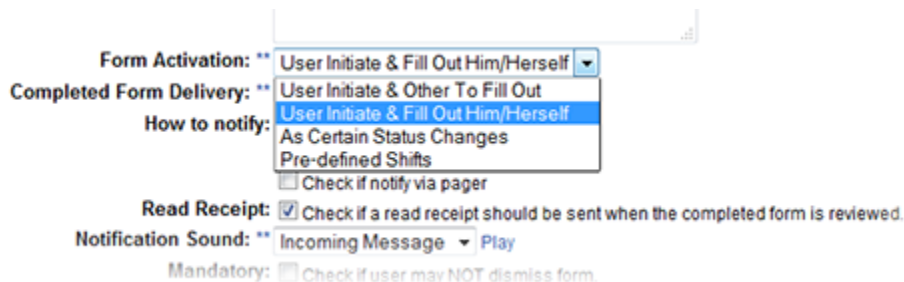 Form Activation: ** User Initiate & Fill Out Him/Herself
Completed Form Delivery: ** User Initiate & Other To Fill Out
User Initiate & Fill Out Him/Herself
How to notify: As Certain Status Changes
Pre-defined Shifts
Check if notify via pager
Read Receipt: Check if a read receipt should be sent when the completed form is reviewed.
Notification Sound: ** Incoming Message Play
Mandatory: Check if user may NOT dismiss form.